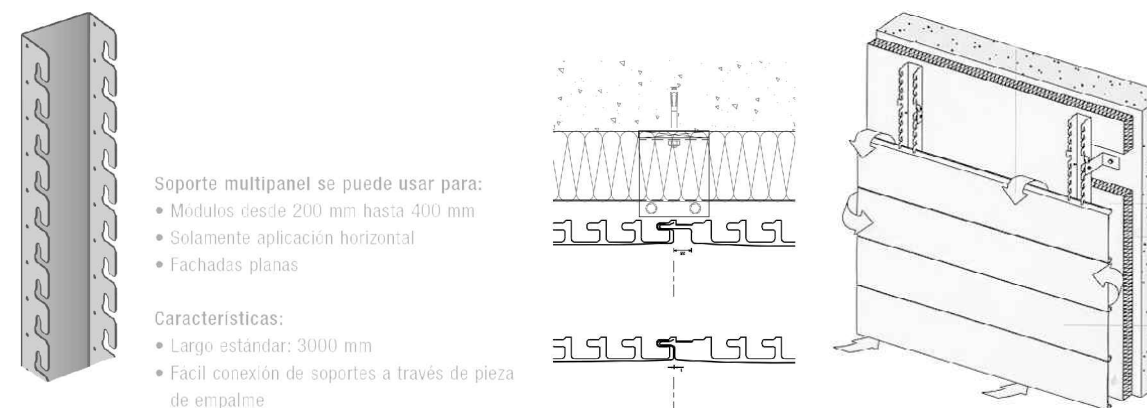 Soporte multipanel se puede usar para:
• Módulos desde 200 mm hasta 400 mm
• Solamente aplicación horizontal
• Fachadas planas
Características:
• Largo estándar: 3000 mm
• Fácil conexión de soportes a través de pieza
de empalme